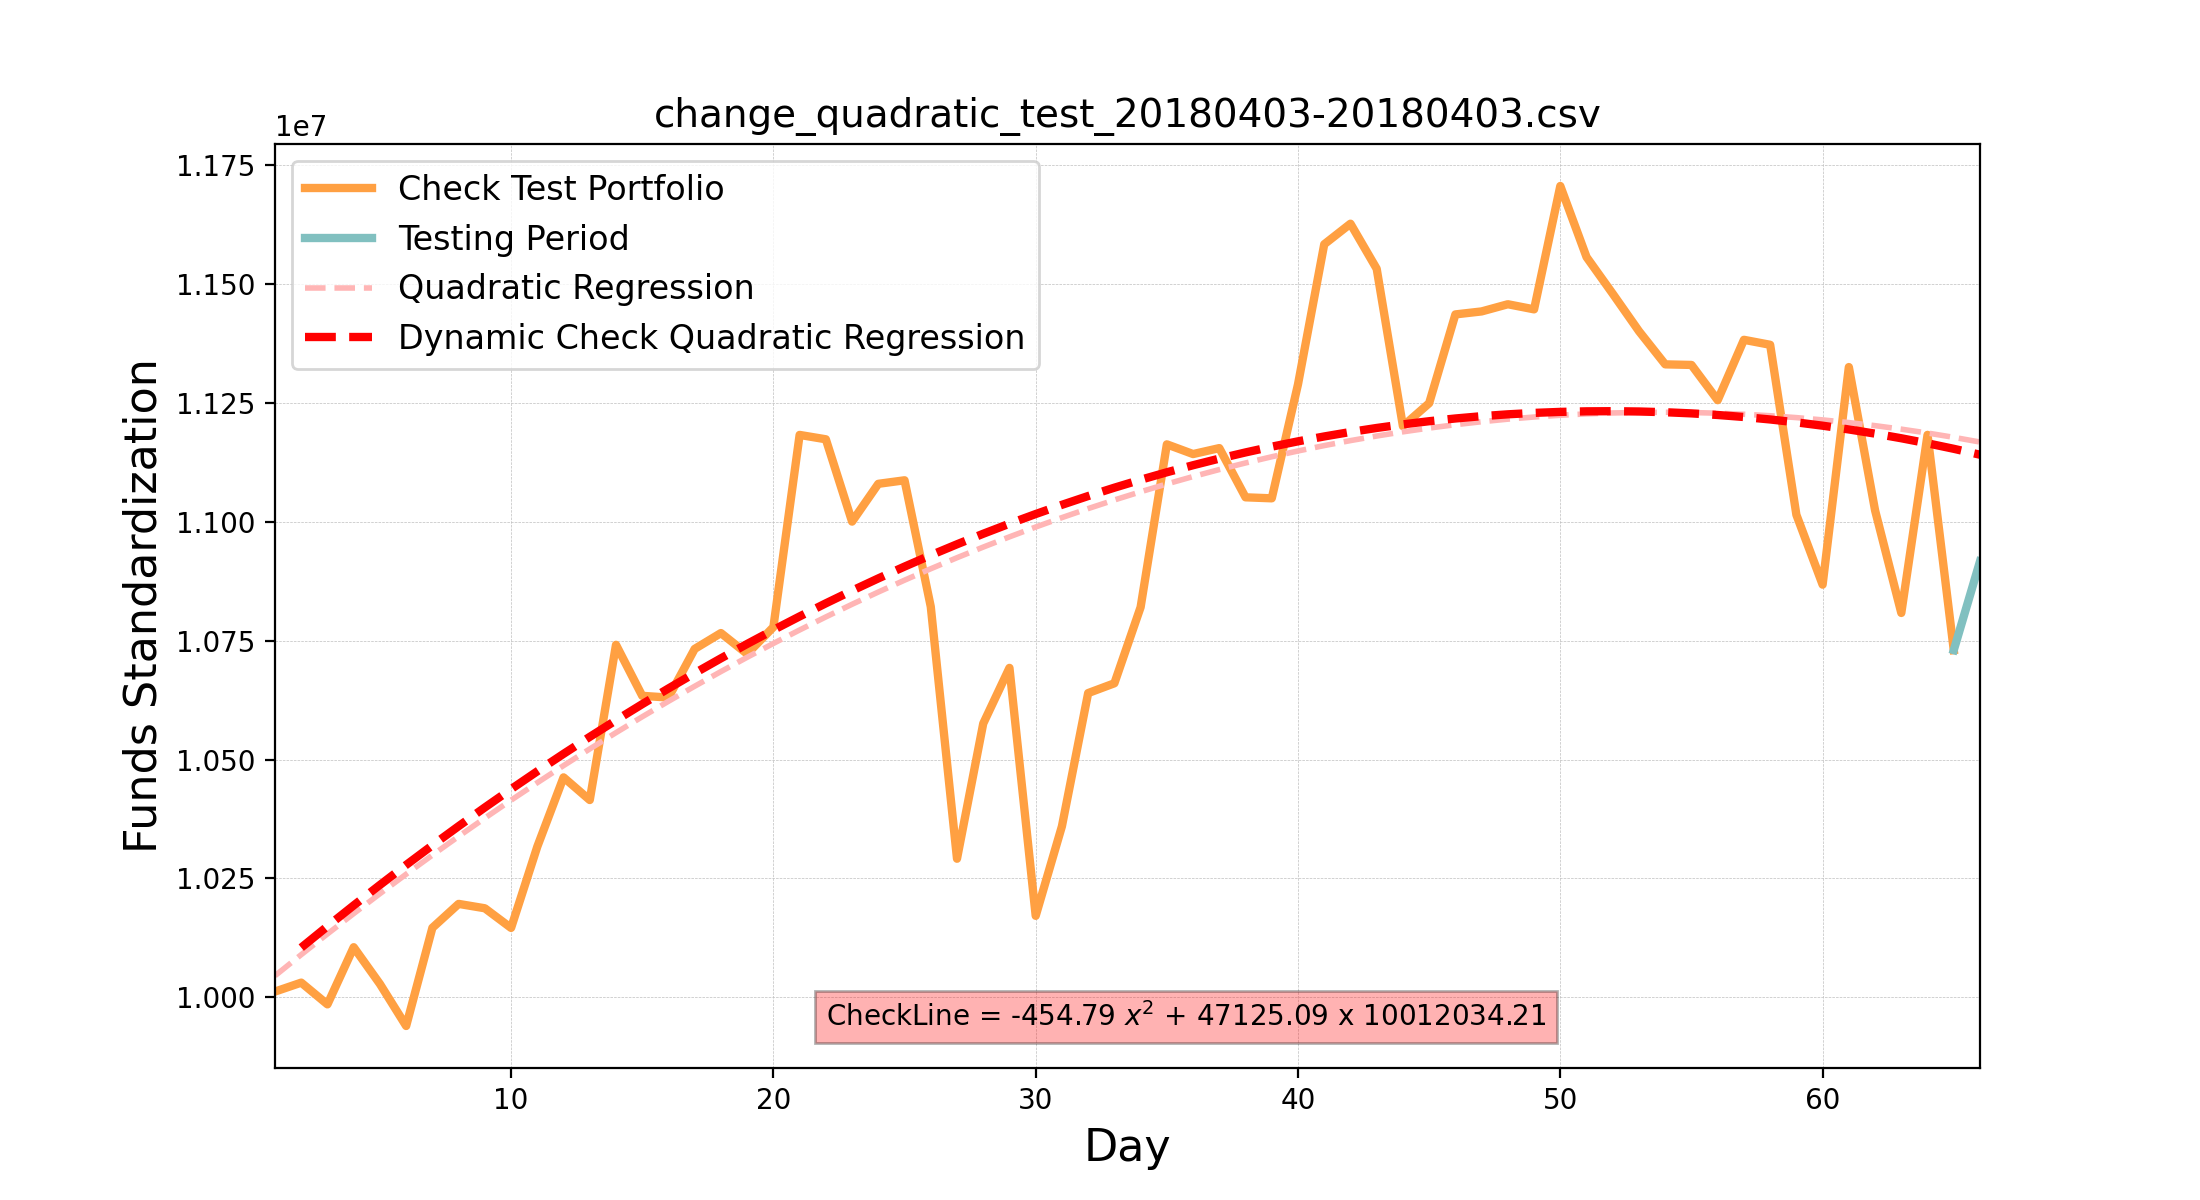 change_quadratic_test_20180403-20180403.csv
1e7
1.175
1.150
1.125
1.100
1.075
1.050
1.025
1.000
Funds Standardization
Check Test Portfolio
Testing Period
Quadratic Regression
Dynamic Check Quadratic Regression
CheckLine = -454.79 x² + 47125.09 x 10012034.21
10 20 30 40 50 60
Day